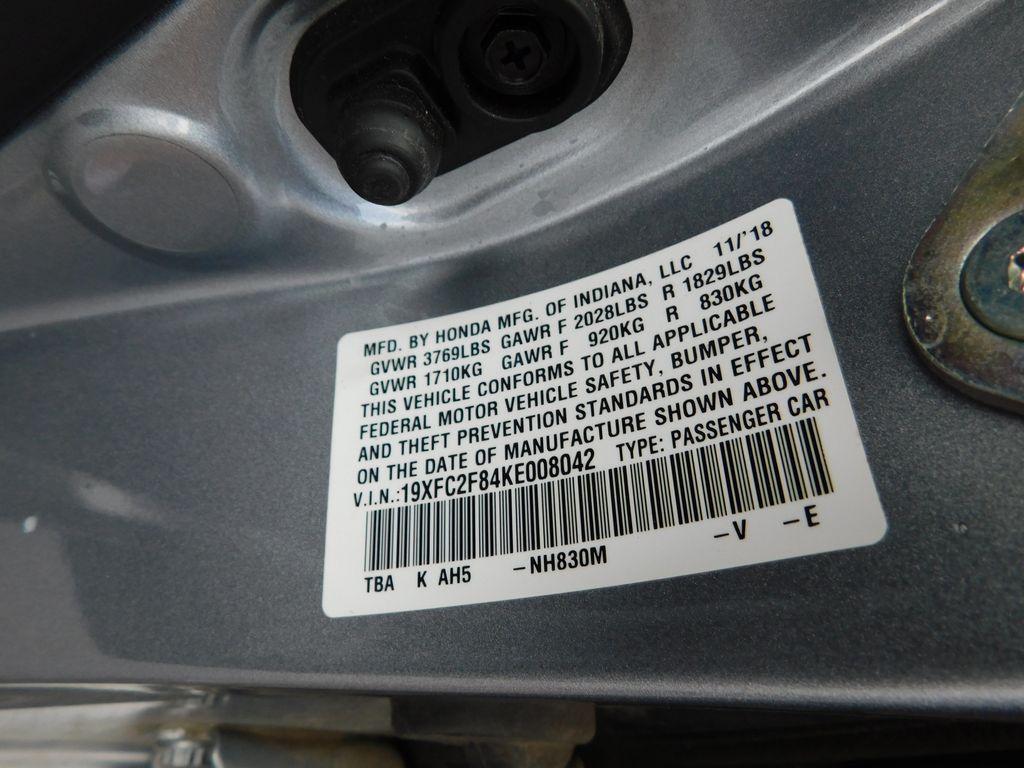 MFD. BY HONDA MFG. OF INDIANA, LLC 11/'18
GVWR 3769LBS GAWR F 2028LBS R 1829LBS
GVWR 1710KG GAWR F 920KG R 830KG
THIS VEHICLE CONFORMS TO ALL APPLICABLE
FEDERAL MOTOR VEHICLE SAFETY, BUMPER,
AND THEFT PREVENTION STANDARDS IN EFFECT
ON THE DATE OF MANUFACTURE SHOWN ABOVE.
V.I.N.:19XFC2F84KE008042 TYPE: PASSENGER CAR
TBA K AH5 -NH830M -V -E